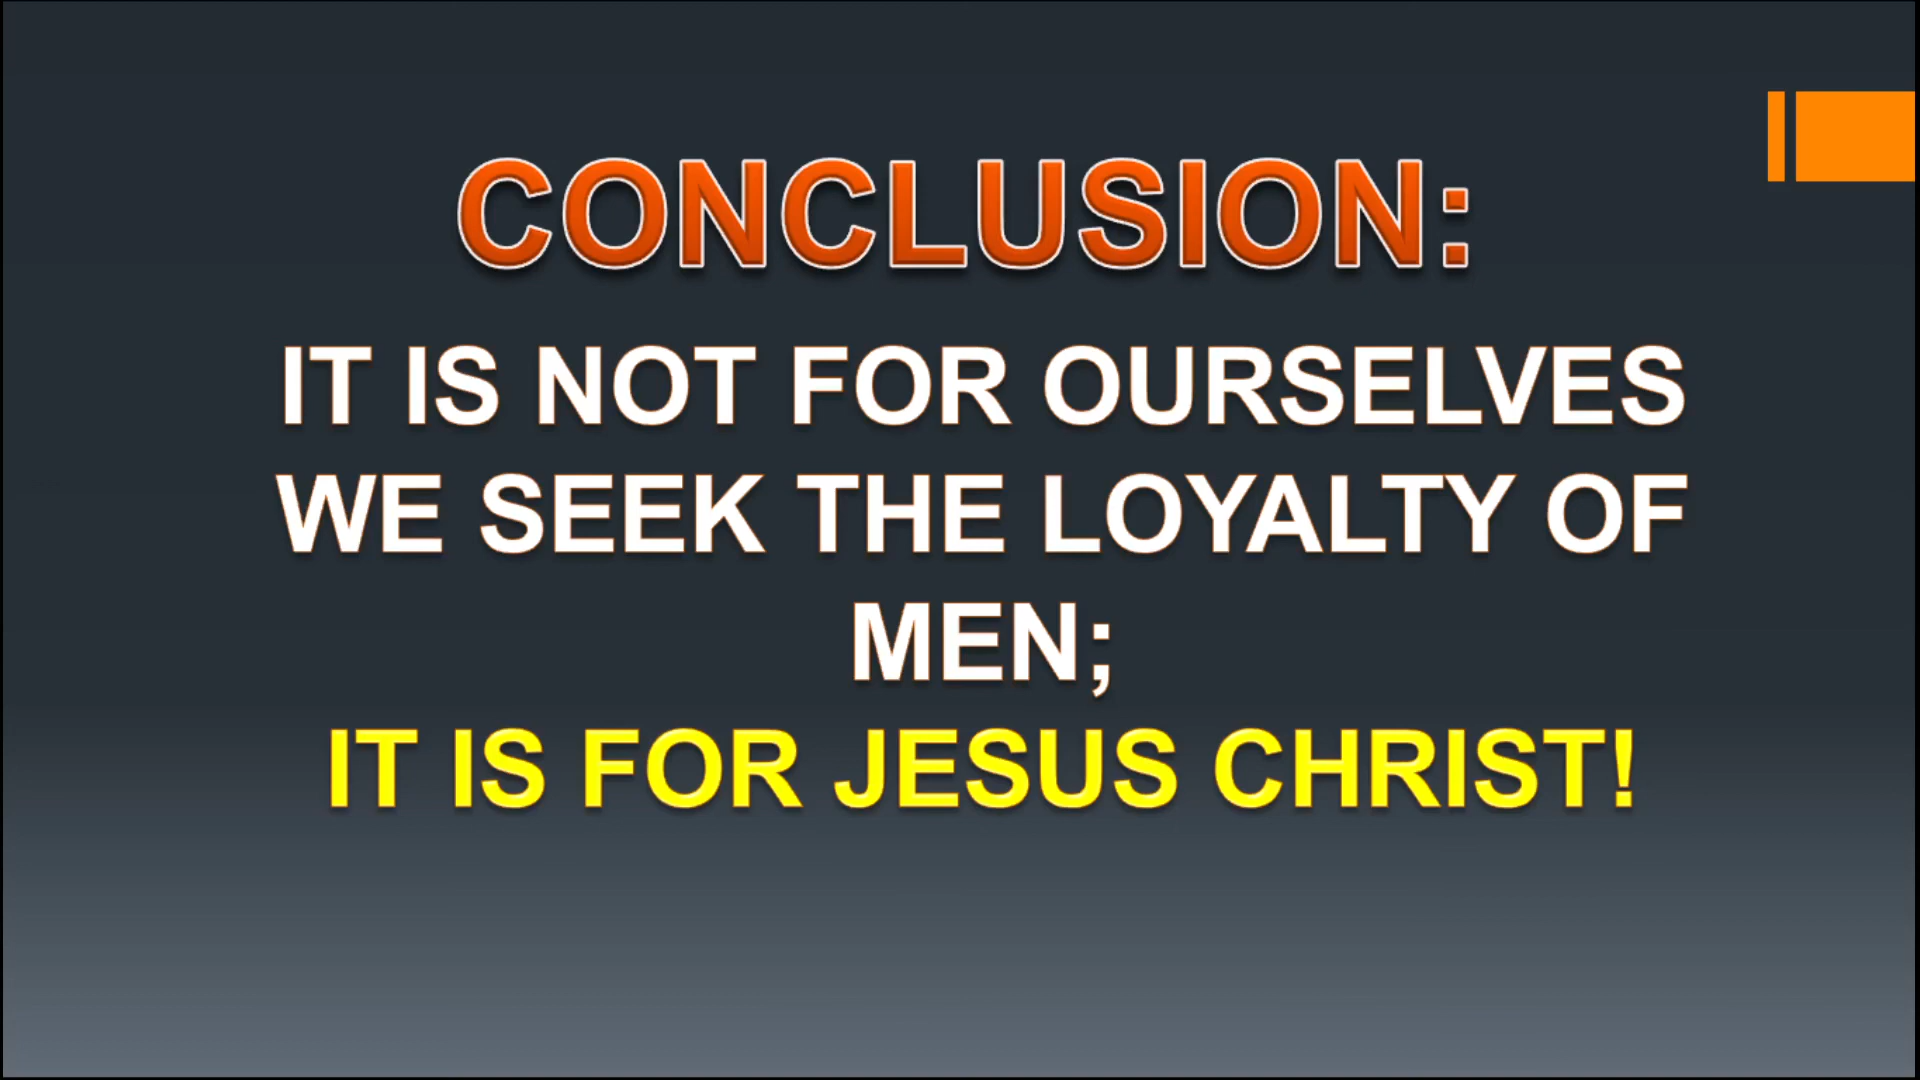 CONCLUSION:
IT IS NOT FOR OURSELVES
WE SEEK THE LOYALTY OF
MEN;
IT IS FOR JESUS CHRIST!